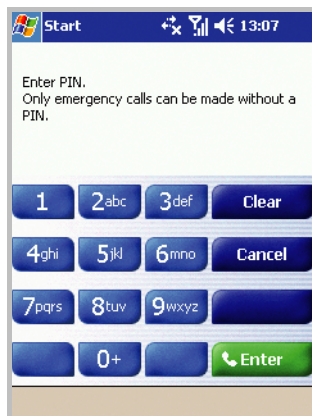 Start 13:07
Enter PIN.
Only emergency calls can be made without a
PIN.
1 2abc 3def Clear
4ghi 5jkl 6mno Cancel
7pqrs 8tuv 9wxyz
0+ Enter